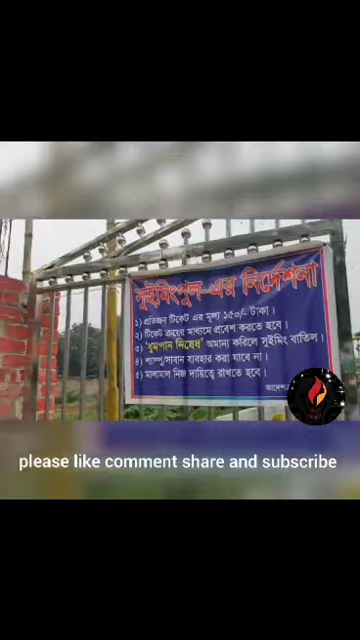 সুইমিংপুল-এর নির্দেশনা
১) প্রতিজন টিকেট এর মূল্য ১৫০/- টাকা।
২) টিকেট ক্রয়ের মাধ্যমে প্রবেশ করতে হবে।
৩) 'ধুমপান নিষেধ' অমান্য করিলে সুইমিং বাতিল।
৪) শ্যাম্পু/সাবান ব্যবহার করা যাবে না।
৫) মালামাল নিজ দায়িত্বে রাখতে হবে।
please like comment share and subscribe